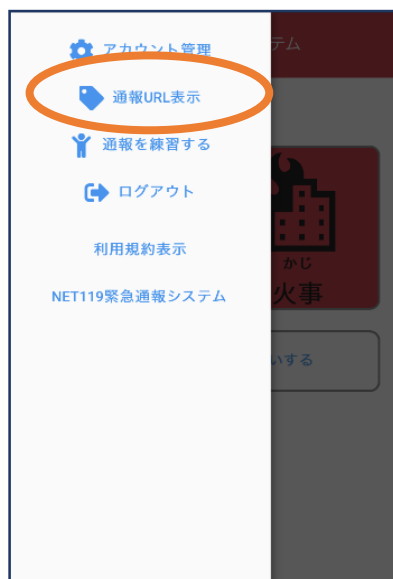 アカウント管理
テム
通報URL表示
通報を練習する
ログアウト
利用規約表示
かじ
火事
NET119緊急通報システム
いする